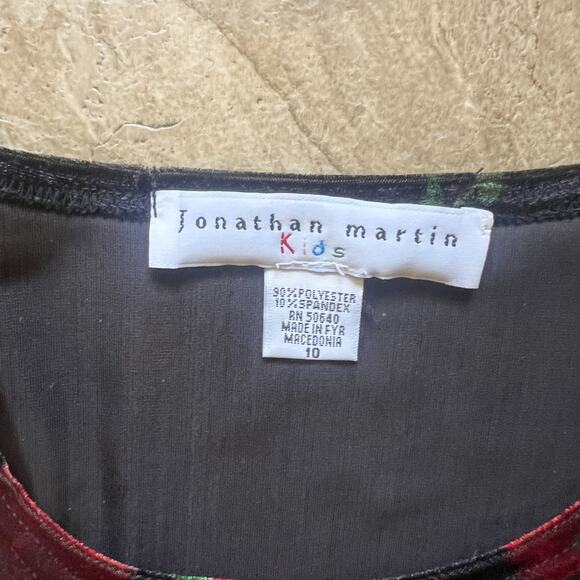 Jonathan martin
Kids
90% POLYESTER
10% SPANDEX
RN 50640
MADE IN FYR
MACEDONIA
10